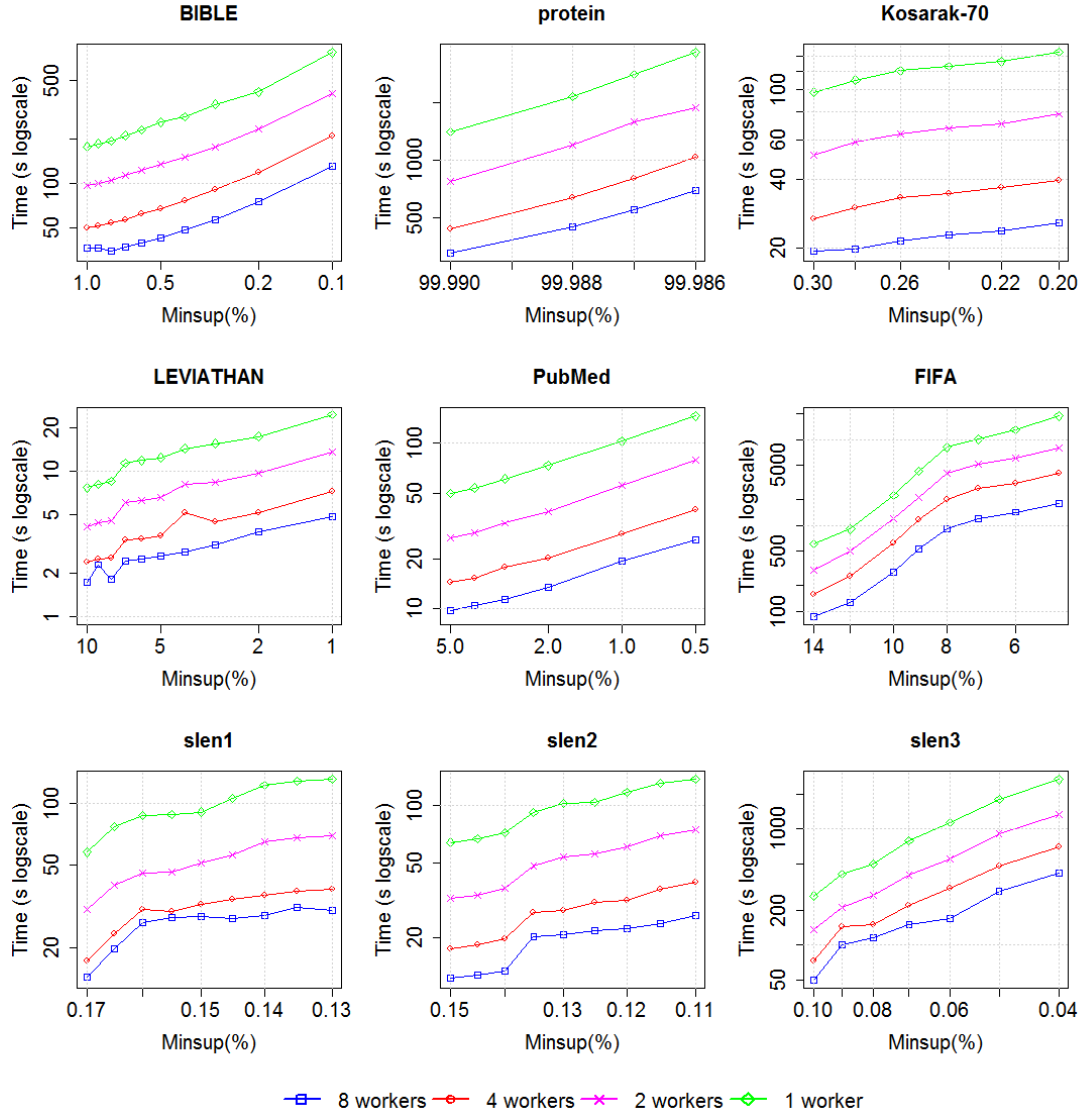 BIBLE
protein
Kosarak-70
Time (s logscale)
500
100
50
1.0 0.5 0.2 0.1
Minsup(%)
Time (s logscale)
1000
500
99.990 99.988 99.986
Minsup(%)
Time (s logscale)
100
60
40
20
0.30 0.26 0.22 0.20
Minsup(%)
LEVIATHAN
PubMed
FIFA
Time (s logscale)
20
10
5
2
1
10 5 2 1
Minsup(%)
Time (s logscale)
100
50
20
10
5.0 2.0 1.0 0.5
Minsup(%)
Time (s logscale)
5000
500
100
14 10 8 6
Minsup(%)
slen1
slen2
slen3
Time (s logscale)
100
50
20
0.17 0.15 0.14 0.13
Minsup(%)
Time (s logscale)
100
50
20
0.15 0.13 0.12 0.11
Minsup(%)
Time (s logscale)
1000
200
50
0.10 0.08 0.06 0.04
Minsup(%)
8 workers 4 workers 2 workers 1 worker